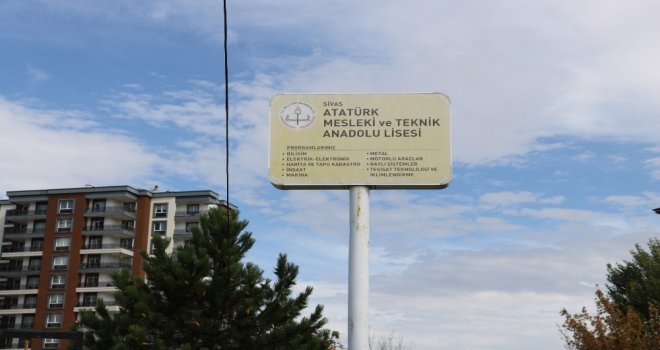 SİVAS
ATATÜRK
MESLEKİ ve TEKNİK
ANADOLU LİSESİ
PROGRAMLARIMIZ
• BİLİŞİM
• ELEKTRİK-ELEKTRONİK
• HARİTA VE TAPU KADASTRO
• İNŞAAT
• MAKİNA
• METAL
• MOTORLU ARAÇLAR
• RAYLI SİSTEMLER
• TESİSAT TEKNOLOJİSİ VE
İKLİMLENDİRME